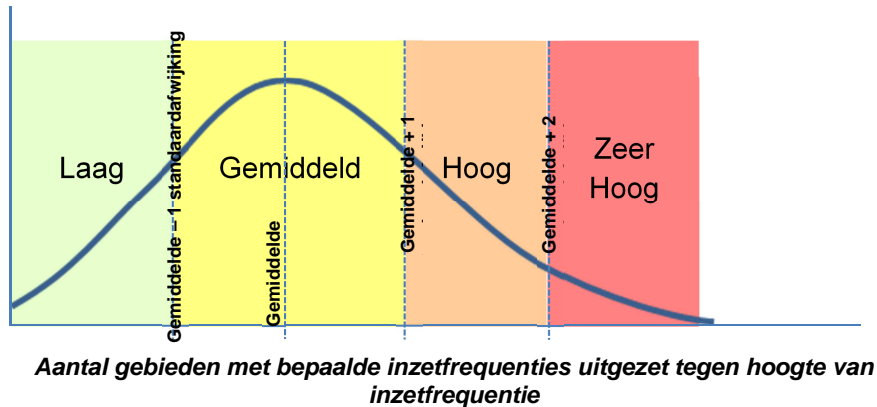 Laag
Gemiddelde – 1 standaardafwijking
Gemiddeld
Gemiddelde
Gemiddelde + 1
Hoog
Gemiddelde + 2
Zeer
Hoog
Aantal gebieden met bepaalde inzetfrequenties uitgezet tegen hoogte van
inzetfrequentie